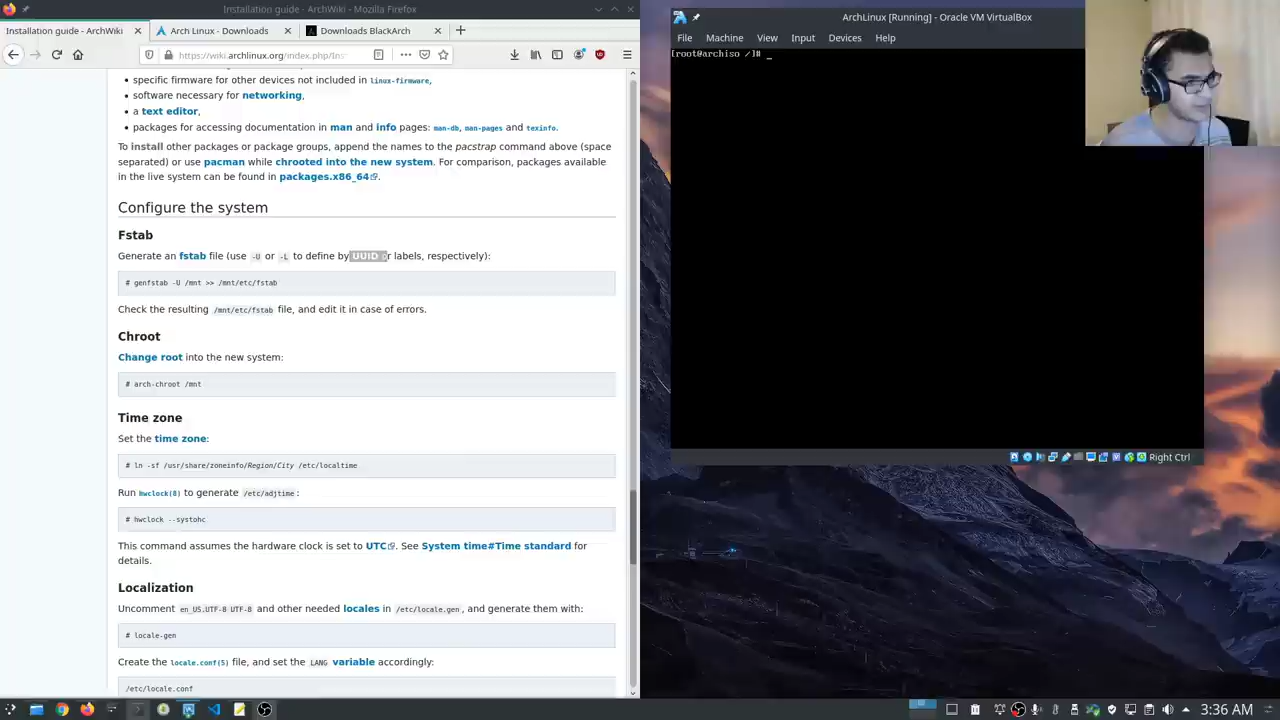 Installation guide - ArchWiki - Mozilla Firefox
Installation guide - ArchWiki
Arch Linux - Downloads
Downloads BlackArch
https://wiki.archlinux.org/index.php/Ins
specific firmware for other devices not included in linux-firmware,
software necessary for networking,
a text editor,
packages for accessing documentation in man and info pages: man-db, man-pages and texinfo.
To install other packages or package groups, append the names to the pacstrap command above (space
separated) or use pacman while chrooted into the new system. For comparison, packages available
in the live system can be found in packages.x86_64.
Configure the system
Fstab
Generate an fstab file (use -U or -L to define by UUID or labels, respectively):
# genfstab -U /mnt >> /mnt/etc/fstab
Check the resulting /mnt/etc/fstab file, and edit it in case of errors.
Chroot
Change root into the new system:
# arch-chroot /mnt
Time zone
Set the time zone:
# ln -sf /usr/share/zoneinfo/Region/City /etc/localtime
Run hwclock(8) to generate /etc/adjtime:
# hwclock --systohc
This command assumes the hardware clock is set to UTC. See System time#Time standard for
details.
Localization
Uncomment en_US.UTF-8 UTF-8 and other needed locales in /etc/locale.gen, and generate them with:
# locale-gen
Create the locale.conf(5) file, and set the LANG variable accordingly:
/etc/locale.conf
ArchLinux [Running] - Oracle VM VirtualBox
File Machine View Input Devices Help
[root@archiso /]# _
Right Ctrl
3:36 AM